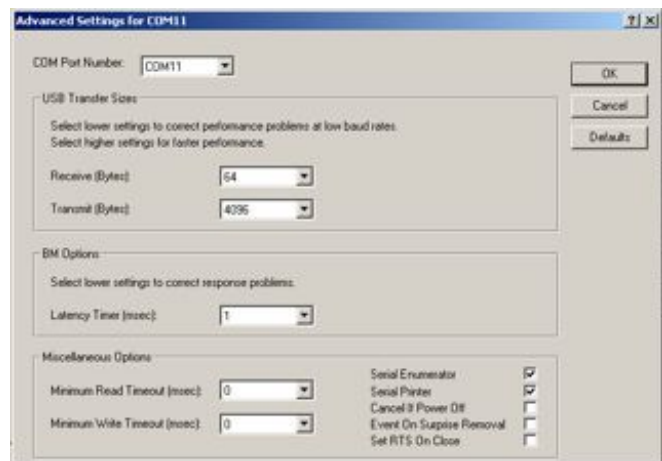 Advanced Settings for COM11
COM Port Number: COM11
OK
Cancel
Defaults
USB Transfer Sizes
Select lower settings to correct performance problems at low baud rates.
Select higher settings for faster performance.
Receive (Bytes): 64
Transmit (Bytes): 4096
BM Options
Select lower settings to correct response problems.
Latency Timer (msec): 1
Miscellaneous Options
Minimum Read Timeout (msec): 0
Minimum Write Timeout (msec): 0
Serial Enumerator
Serial Printer
Cancel If Power Off
Event On Surprise Removal
Set RTS On Close